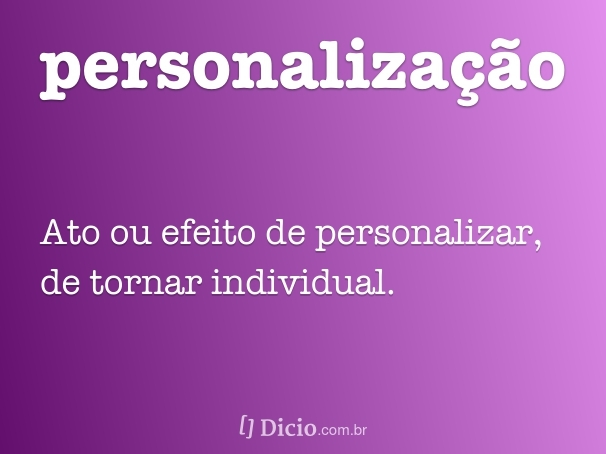 personalização
Ato ou efeito de personalizar,
de tornar individual.
[] Dicio.com.br